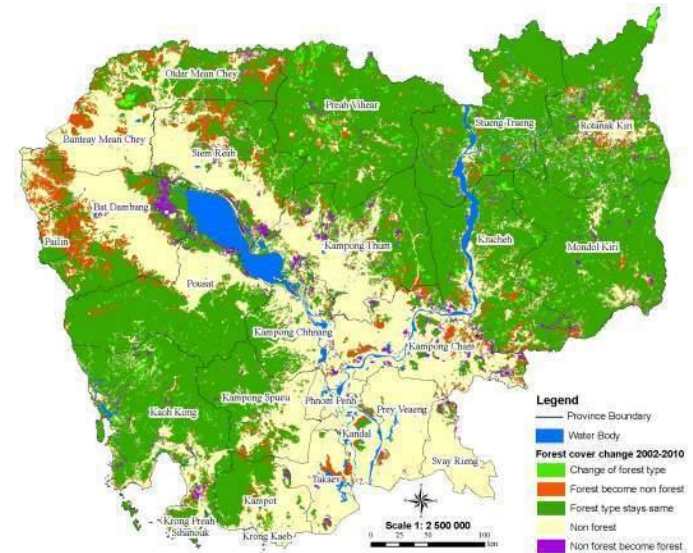 Otdar Mean Chey
Preah Vihear
Stueng Traeng
Rotanak Kiri
Banteay Mean Chey
Siem Reab
Bat Dambang
Pailin
Kampong Thum
Kracheh
Mondol Kiri
Pousat
Kampong Chhnang
Kampong Cham
Kaoh Kong
Kampong Spueu
Phnom Penh
Prey Veaeng
Kandal
Svay Rieng
Takaev
Kampot
Krong Preah
Sihanouk
Krong Kaeb
Legend
Province Boundary
Water Body
Forest cover change 2002-2010
Change of forest type
Forest become non forest
Forest type stays same
Non forest
Non forest become forest
Scale 1: 2 500 000
0 50 100
km